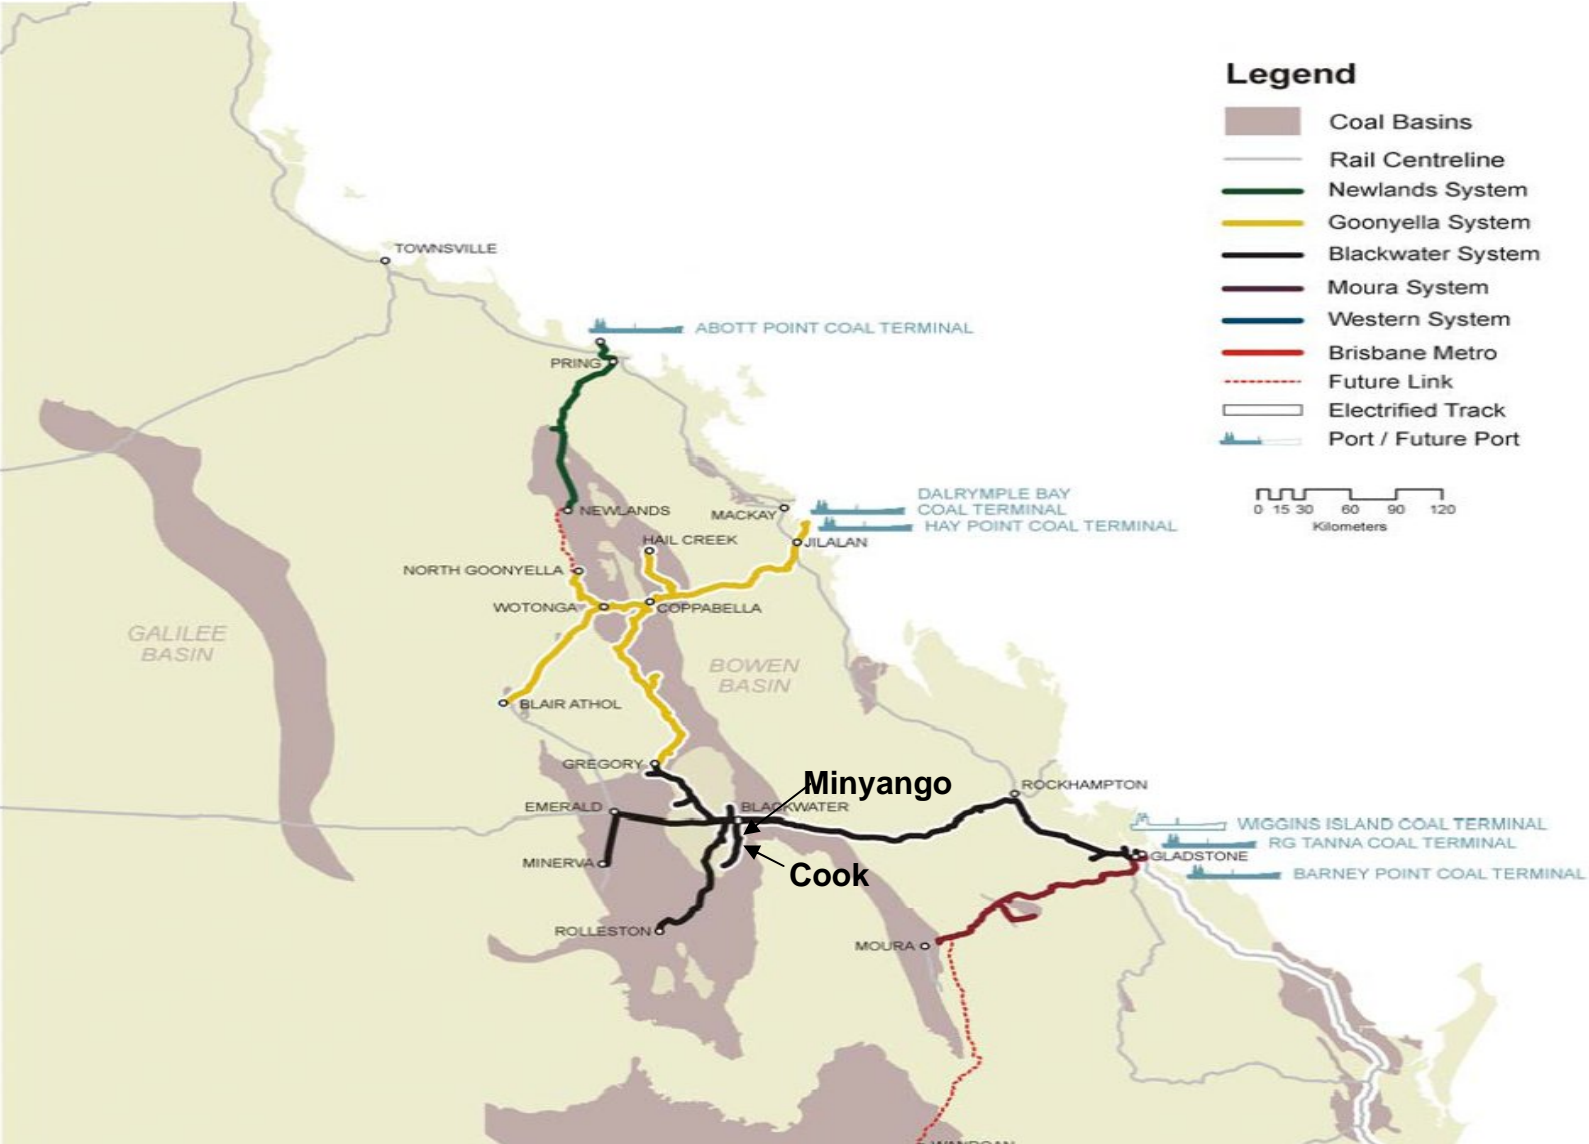 Legend
Coal Basins
Rail Centreline
Newlands System
Goonyella System
Blackwater System
Moura System
Western System
Brisbane Metro
Future Link
Electrified Track
Port / Future Port
0 15 30 60 90 120
Kilometers
TOWNSVILLE
ABOTT POINT COAL TERMINAL
PRING
DALRYMPLE BAY
COAL TERMINAL
HAY POINT COAL TERMINAL
NEWLANDS
MACKAY
HAIL CREEK
JILALAN
NORTH GOONYELLA
WOTONGA
COPPABELLA
GALILEE
BASIN
BOWEN
BASIN
BLAIR ATHOL
GREGORY
Minyango
ROCKHAMPTON
EMERALD
BLACKWATER
WIGGINS ISLAND COAL TERMINAL
RG TANNA COAL TERMINAL
MINERVA
GLADSTONE
Cook
BARNEY POINT COAL TERMINAL
ROLLESTON
MOURA